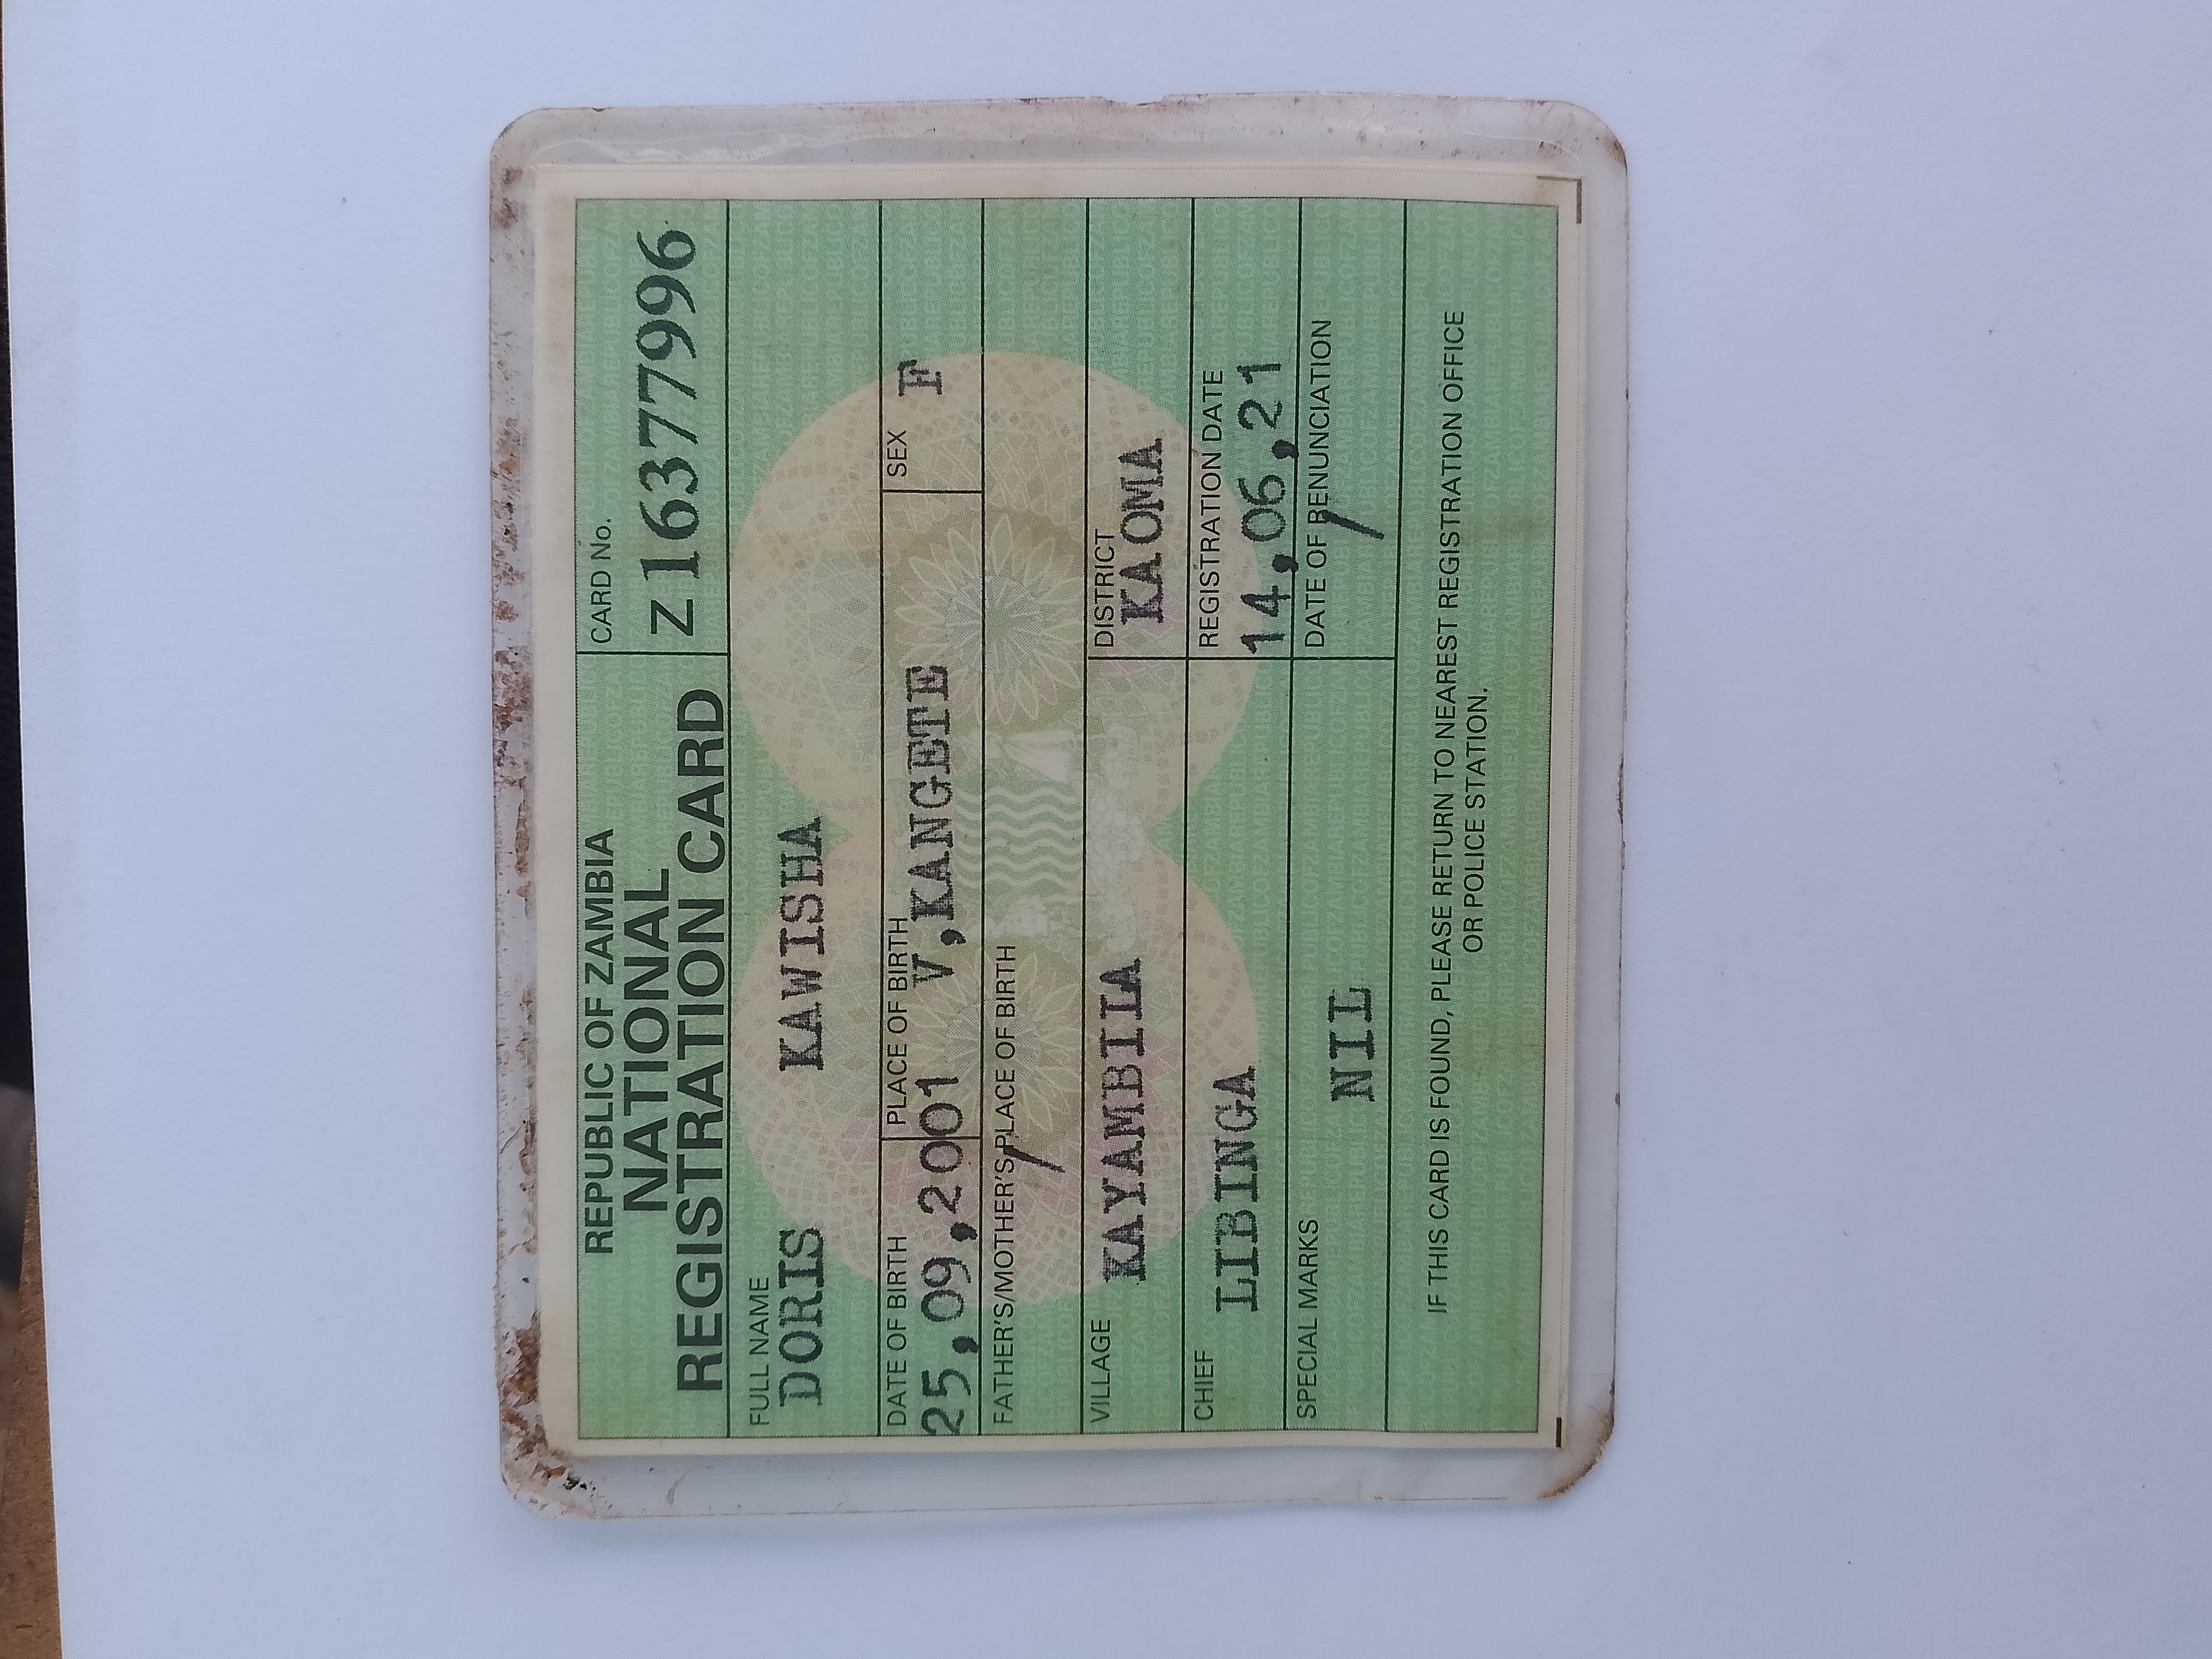 REPUBLIC OF ZAMBIA
NATIONAL
REGISTRATION CARD
CARD No.
Z 16377996
FULL NAME
DORIS KAWISHA
DATE OF BIRTH PLACE OF BIRTH SEX
25,09,2001 V,KANGETE F
FATHER'S/MOTHER'S PLACE OF BIRTH
/
VILLAGE DISTRICT
KAYAMBILA KAOMA
CHIEF REGISTRATION DATE
LIBINGA 14,06,21
SPECIAL MARKS DATE OF RENUNCIATION
NIL /
IF THIS CARD IS FOUND, PLEASE RETURN TO NEAREST REGISTRATION OFFICE
OR POLICE STATION.